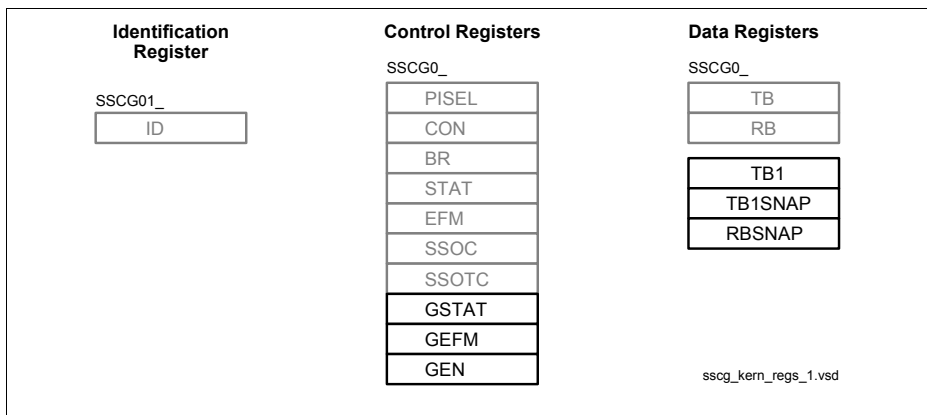 Identification
Register
SSCG01_
ID
Control Registers
SSCG0_
PISEL
CON
BR
STAT
EFM
SSOC
SSOTC
GSTAT
GEFM
GEN
Data Registers
SSCG0_
TB
RB
TB1
TB1SNAP
RBSNAP
sscg_kern_regs_1.vsd